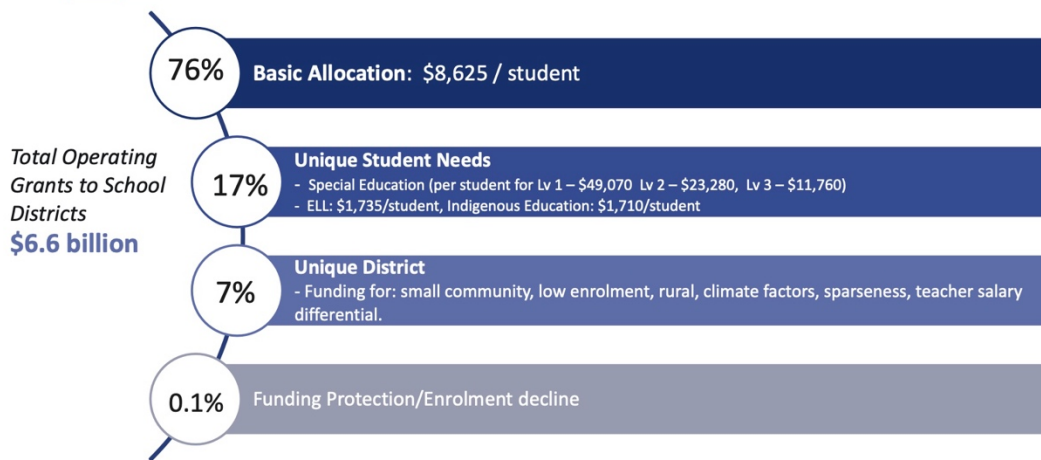 76%
Basic Allocation: $8,625 / student
Total Operating
Grants to School
Districts
$6.6 billion
17%
Unique Student Needs
- Special Education (per student for Lv 1 – $49,070 Lv 2 – $23,280, Lv 3 – $11,760)
- ELL: $1,735/student, Indigenous Education: $1,710/student
7%
Unique District
- Funding for: small community, low enrolment, rural, climate factors, sparseness, teacher salary
differential.
0.1%
Funding Protection/Enrolment decline